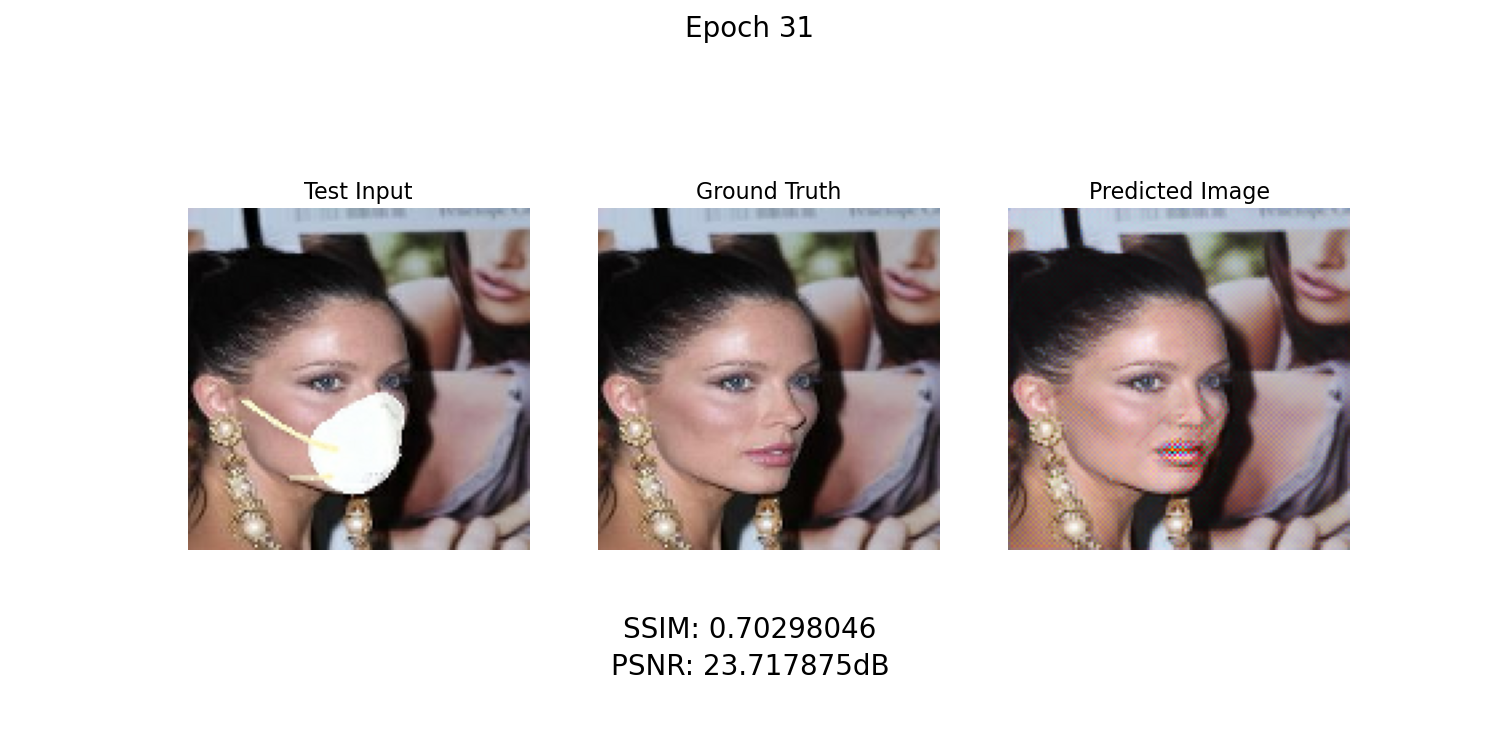 Epoch 31
Test Input
Ground Truth
Predicted Image
SSIM: 0.70298046
PSNR: 23.717875dB